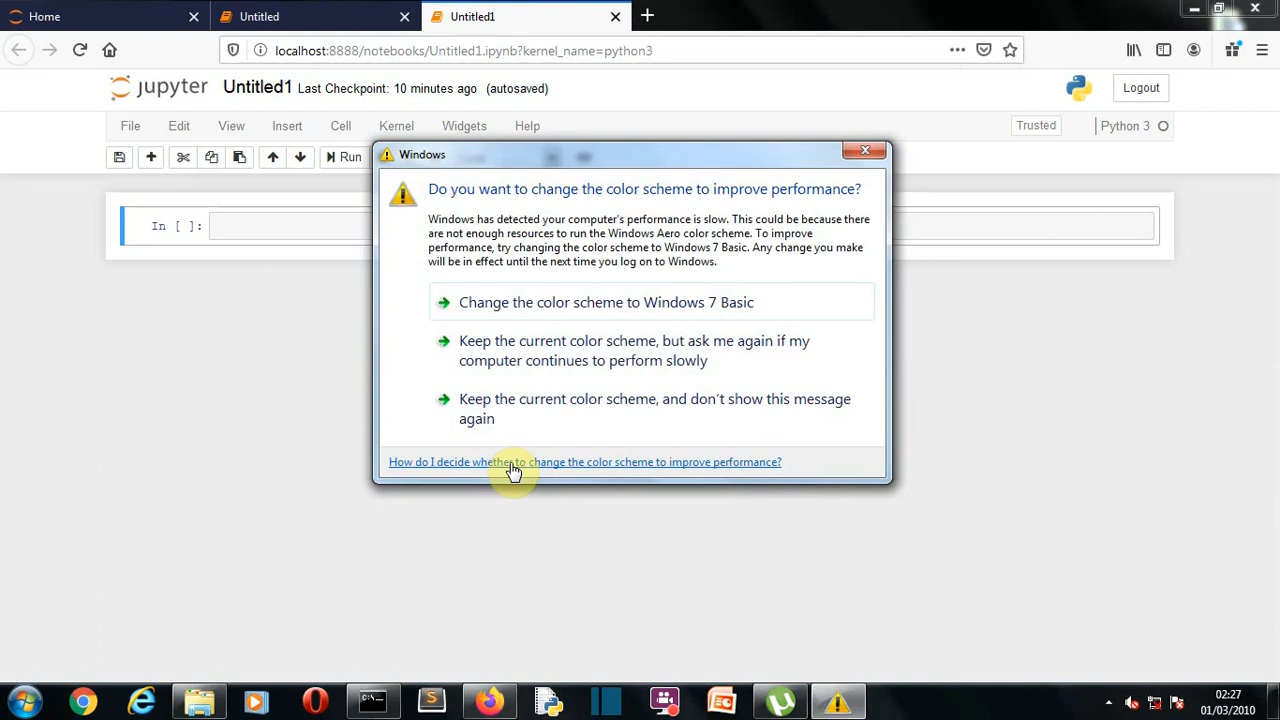 Home
Untitled
Untitled1
localhost:8888/notebooks/Untitled1.ipynb?kernel_name=python3
jupyter Untitled1 Last Checkpoint: 10 minutes ago (autosaved)
Logout
File Edit View Insert Cell Kernel Widgets Help
Trusted
Python 3
Run
Windows
Do you want to change the color scheme to improve performance?
Windows has detected your computer's performance is slow. This could be because there
are not enough resources to run the Windows Aero color scheme. To improve
performance, try changing the color scheme to Windows 7 Basic. Any change you make
will be in effect until the next time you log on to Windows.
In [ ]:
Change the color scheme to Windows 7 Basic
Keep the current color scheme, but ask me again if my
computer continues to perform slowly
Keep the current color scheme, and don't show this message
again
How do I decide whether to change the color scheme to improve performance?
02:27
01/03/2010